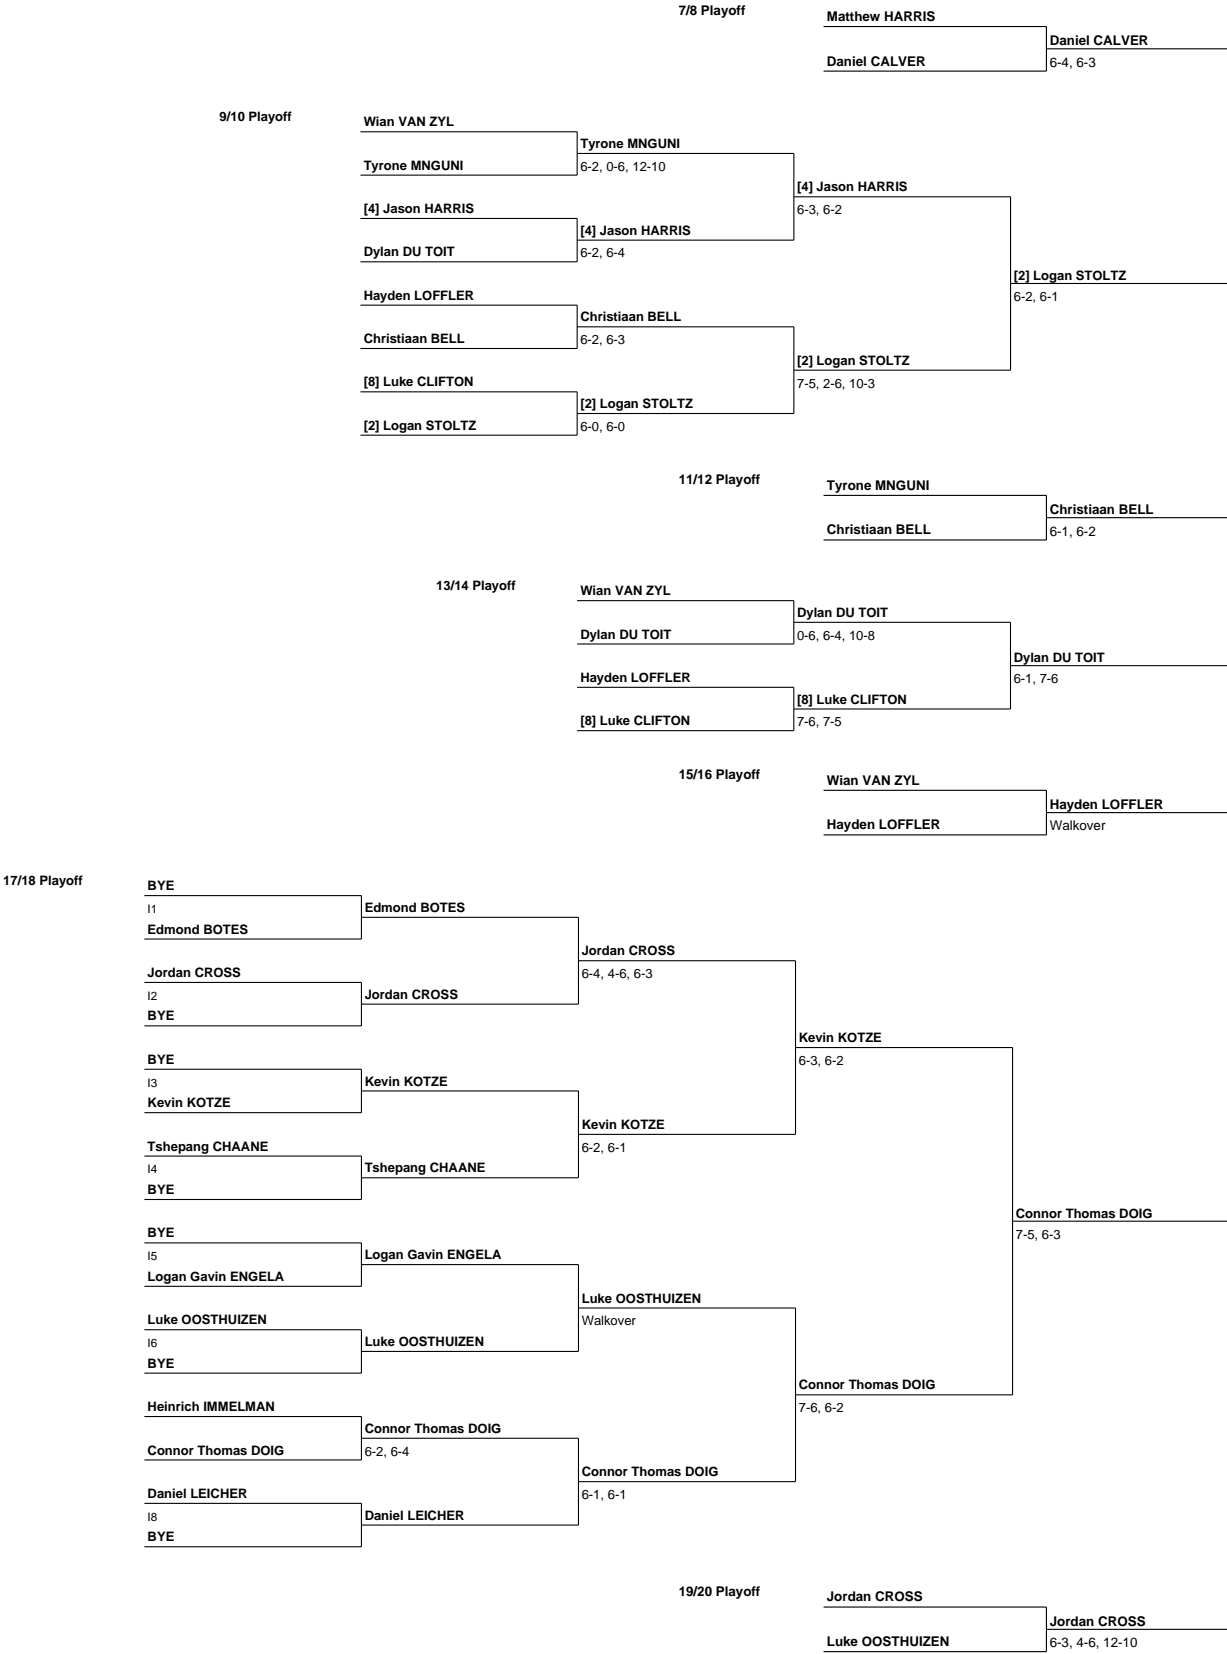 7/8 Playoff
Matthew HARRIS
Daniel CALVER
Daniel CALVER
6-4, 6-3
9/10 Playoff
Wian VAN ZYL
Tyrone MNGUNI
Tyrone MNGUNI
6-2, 0-6, 12-10
[4] Jason HARRIS
[4] Jason HARRIS
6-3, 6-2
[4] Jason HARRIS
Dylan DU TOIT
6-2, 6-4
[2] Logan STOLTZ
6-2, 6-1
Hayden LOFFLER
Christiaan BELL
Christiaan BELL
6-2, 6-3
[2] Logan STOLTZ
7-5, 2-6, 10-3
[8] Luke CLIFTON
[2] Logan STOLTZ
[2] Logan STOLTZ
6-0, 6-0
11/12 Playoff
Tyrone MNGUNI
Christiaan BELL
Christiaan BELL
6-1, 6-2
13/14 Playoff
Wian VAN ZYL
Dylan DU TOIT
Dylan DU TOIT
0-6, 6-4, 10-8
Dylan DU TOIT
6-1, 7-6
Hayden LOFFLER
[8] Luke CLIFTON
[8] Luke CLIFTON
7-6, 7-5
15/16 Playoff
Wian VAN ZYL
Hayden LOFFLER
Hayden LOFFLER
Walkover
17/18 Playoff
BYE
I1
Edmond BOTES
Edmond BOTES
Jordan CROSS
6-4, 4-6, 6-3
Jordan CROSS
I2
Jordan CROSS
BYE
Kevin KOTZE
6-3, 6-2
BYE
I3
Kevin KOTZE
Kevin KOTZE
Kevin KOTZE
6-2, 6-1
Tshepang CHAANE
I4
Tshepang CHAANE
BYE
Connor Thomas DOIG
7-5, 6-3
BYE
I5
Logan Gavin ENGELA
Logan Gavin ENGELA
Luke OOSTHUIZEN
Walkover
Luke OOSTHUIZEN
I6
Luke OOSTHUIZEN
BYE
Connor Thomas DOIG
7-6, 6-2
Heinrich IMMELMAN
Connor Thomas DOIG
Connor Thomas DOIG
6-2, 6-4
Connor Thomas DOIG
6-1, 6-1
Daniel LEICHER
I8
Daniel LEICHER
BYE
19/20 Playoff
Jordan CROSS
Jordan CROSS
Luke OOSTHUIZEN
6-3, 4-6, 12-10